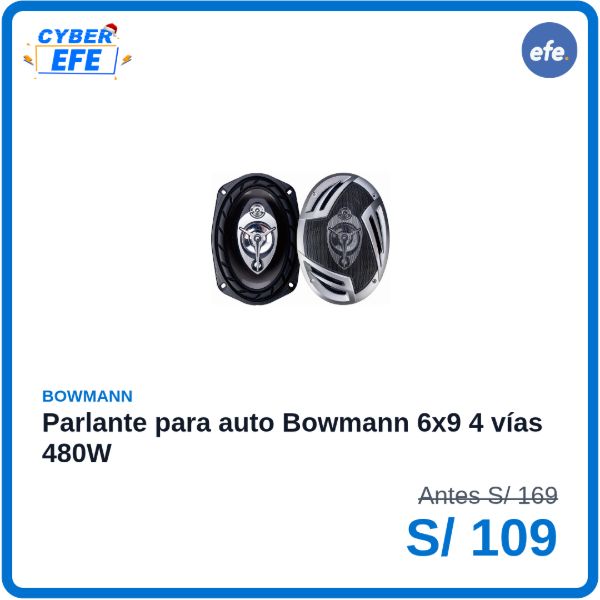 CYBER
EFE
efe.
BOWMANN
Parlante para auto Bowmann 6x9 4 vías
480W
Antes S/ 169
S/ 109